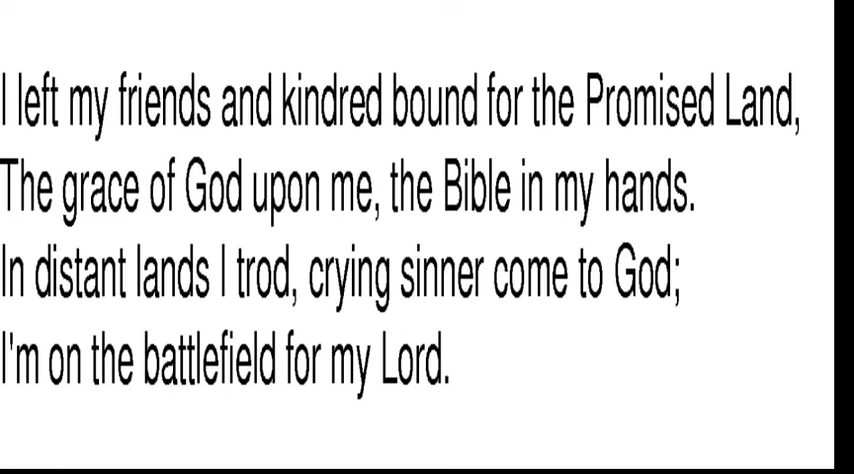 I left my friends and kindred bound for the Promised Land,
The grace of God upon me, the Bible in my hands.
In distant lands I trod, crying sinner come to God;
I'm on the battlefield for my Lord.